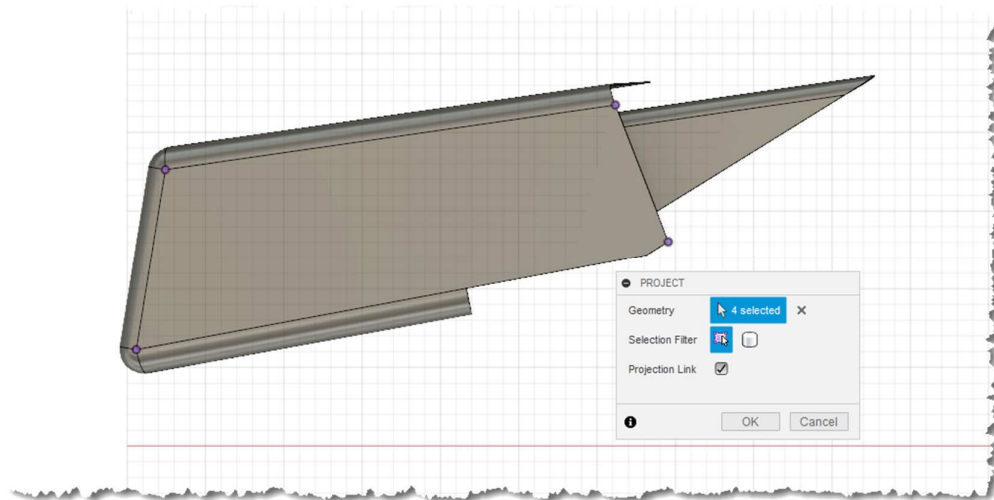 PROJECT
Geometry 4 selected
Selection Filter
Projection Link
OK Cancel